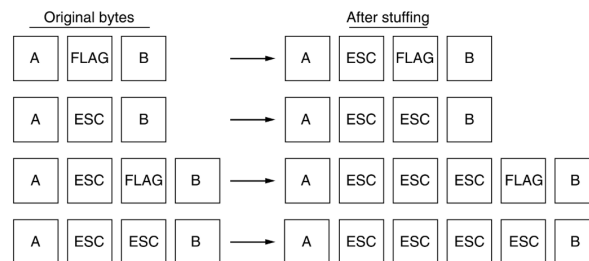 Original bytes After stuffing
A FLAG B A ESC FLAG B
A ESC B A ESC ESC B
A ESC FLAG B A ESC ESC ESC FLAG B
A ESC ESC B A ESC ESC ESC ESC B